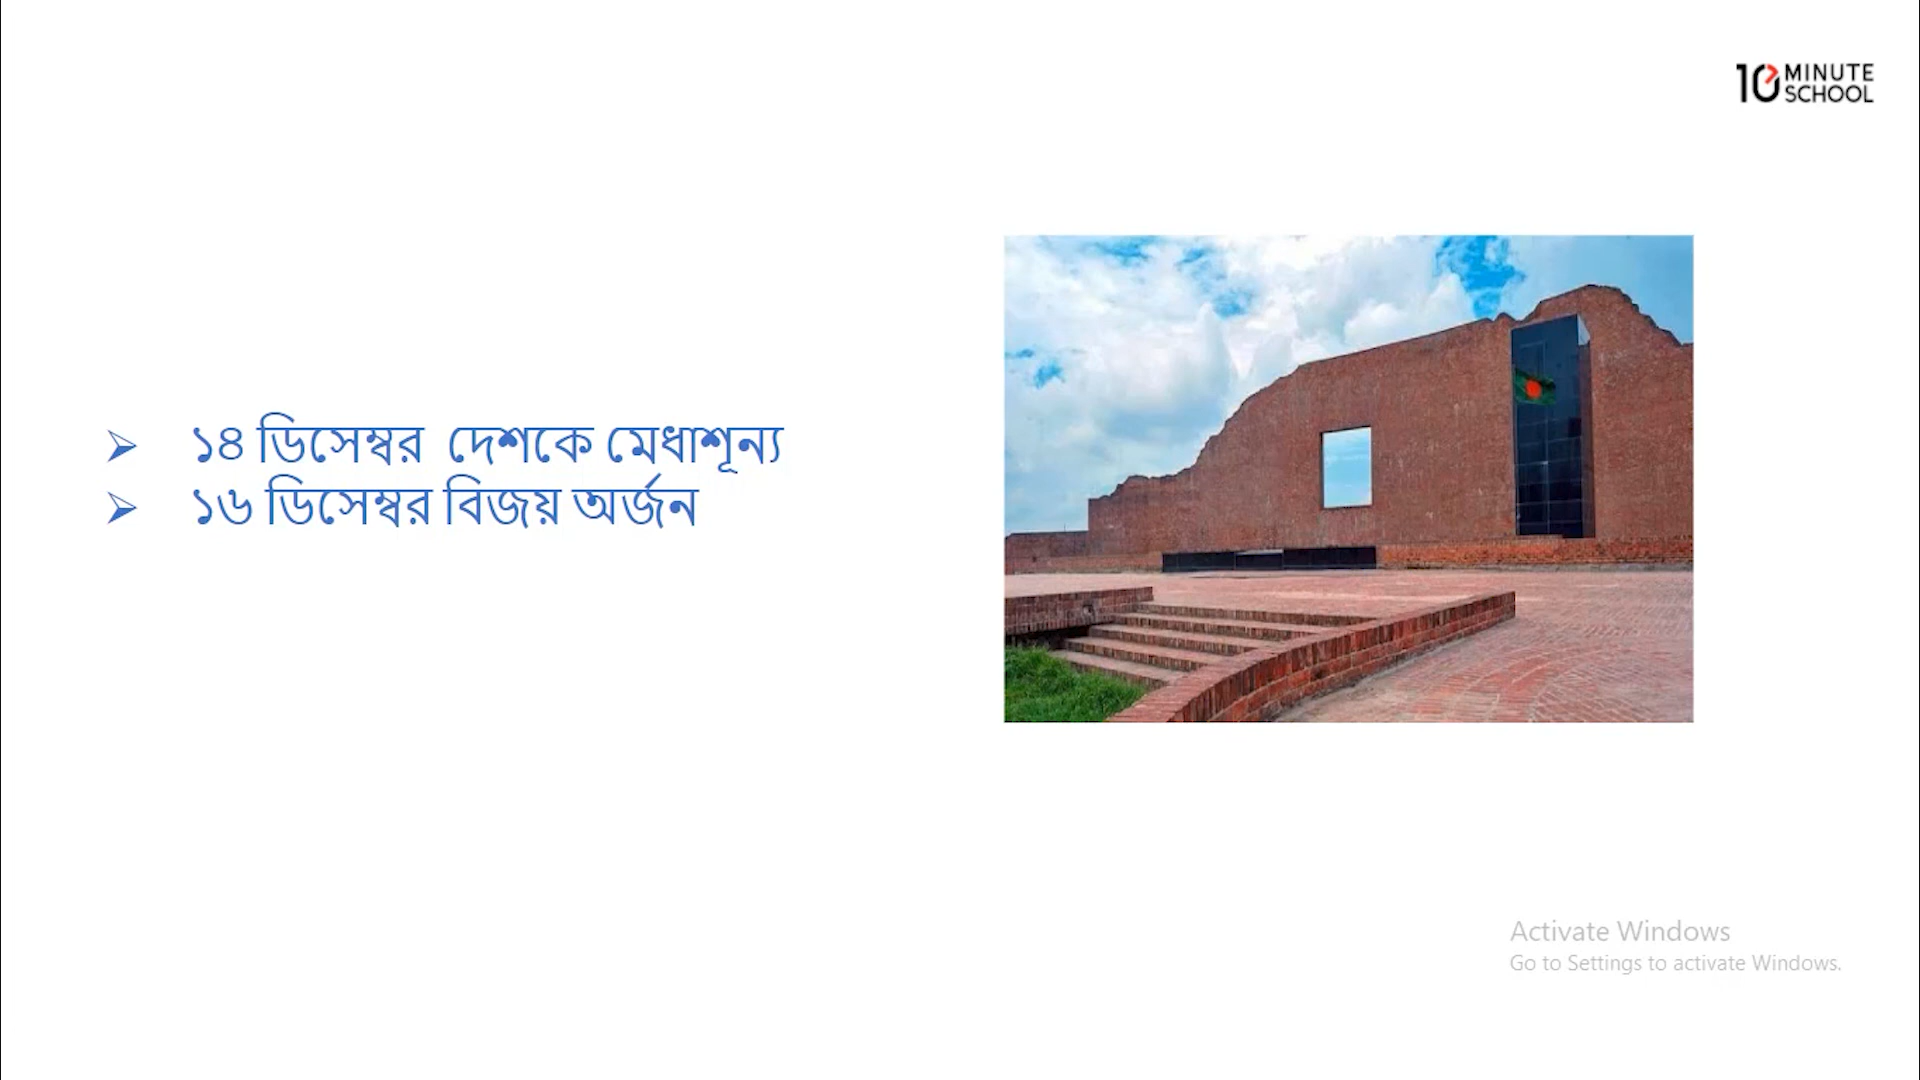 10 MINUTE
SCHOOL
➢ ১৪ ডিসেম্বর দেশকে মেধাশূন্য
➢ ১৬ ডিসেম্বর বিজয় অর্জন
Activate Windows
Go to Settings to activate Windows.